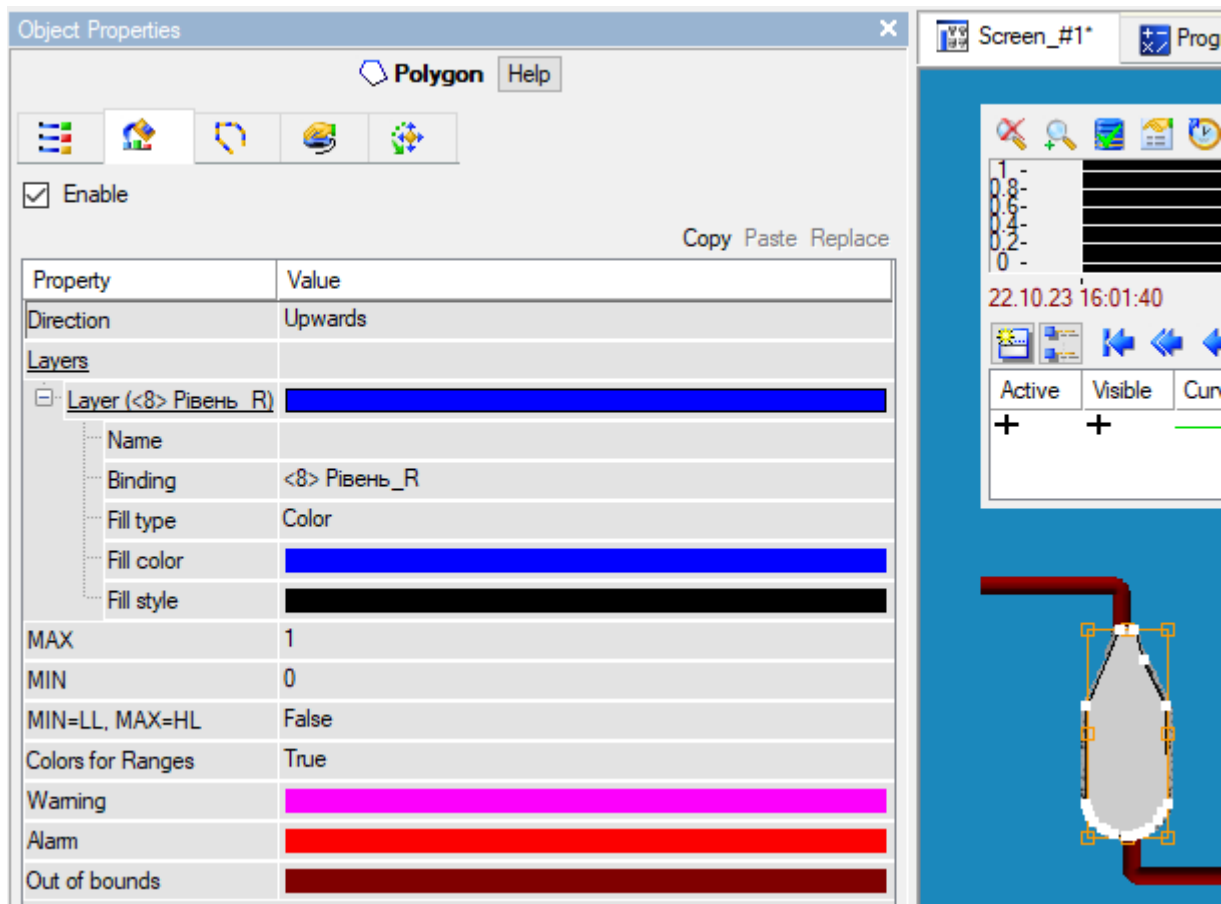 Object Properties
Polygon Help
Enable
Copy Paste Replace
Property Value
Direction Upwards
Layers
Layer (<8> Рівень_R)
Name
Binding <8> Рівень_R
Fill type Color
Fill color
Fill style
MAX 1
MIN 0
MIN=LL, MAX=HL False
Colors for Ranges True
Warning
Alarm
Out of bounds
Screen_#1* Prog
1
0.8
0.6
0.4
0.2
0
22.10.23 16:01:40
Active Visible Curv